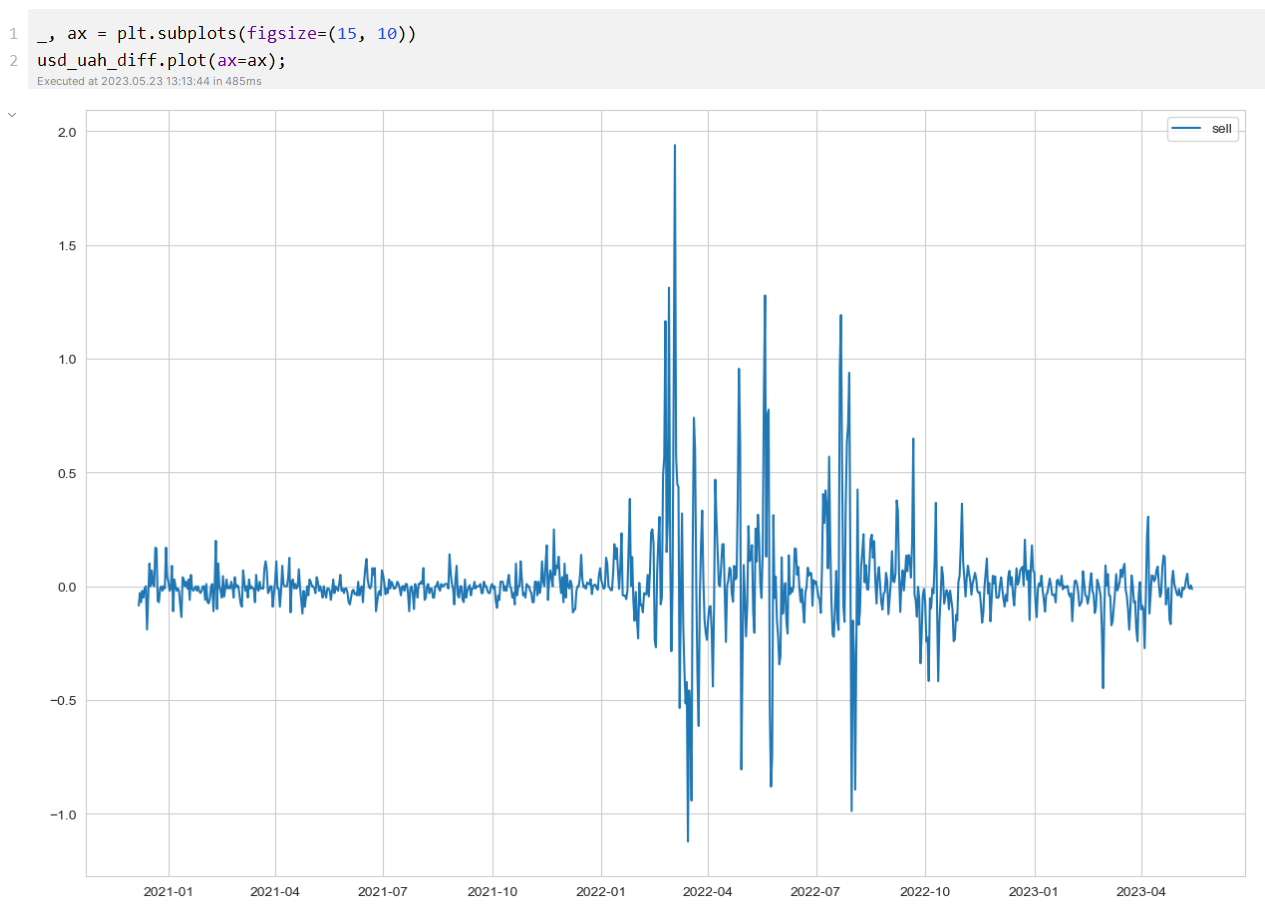 1 _, ax = plt.subplots(figsize=(15, 10))
2 usd_uah_diff.plot(ax=ax);
Executed at 2023.05.23 13:13:44 in 485ms
sell
2.0
1.5
1.0
0.5
0.0
−0.5
−1.0
2021-01 2021-04 2021-07 2021-10 2022-01 2022-04 2022-07 2022-10 2023-01 2023-04